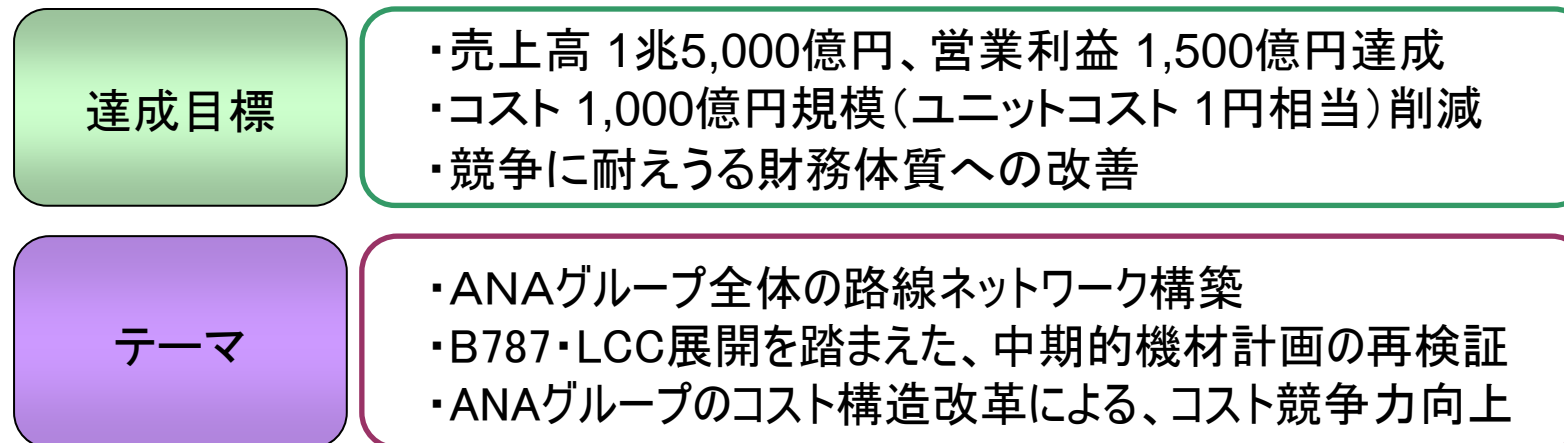 達成目標
・売上高 1兆5,000億円、営業利益 1,500億円達成
・コスト 1,000億円規模（ユニットコスト 1円相当）削減
・競争に耐えうる財務体質への改善
テーマ
・ＡＮＡグループ全体の路線ネットワーク構築
・B787・LCC展開を踏まえた、中期的機材計画の再検証
・ANAグループのコスト構造改革による、コスト競争力向上